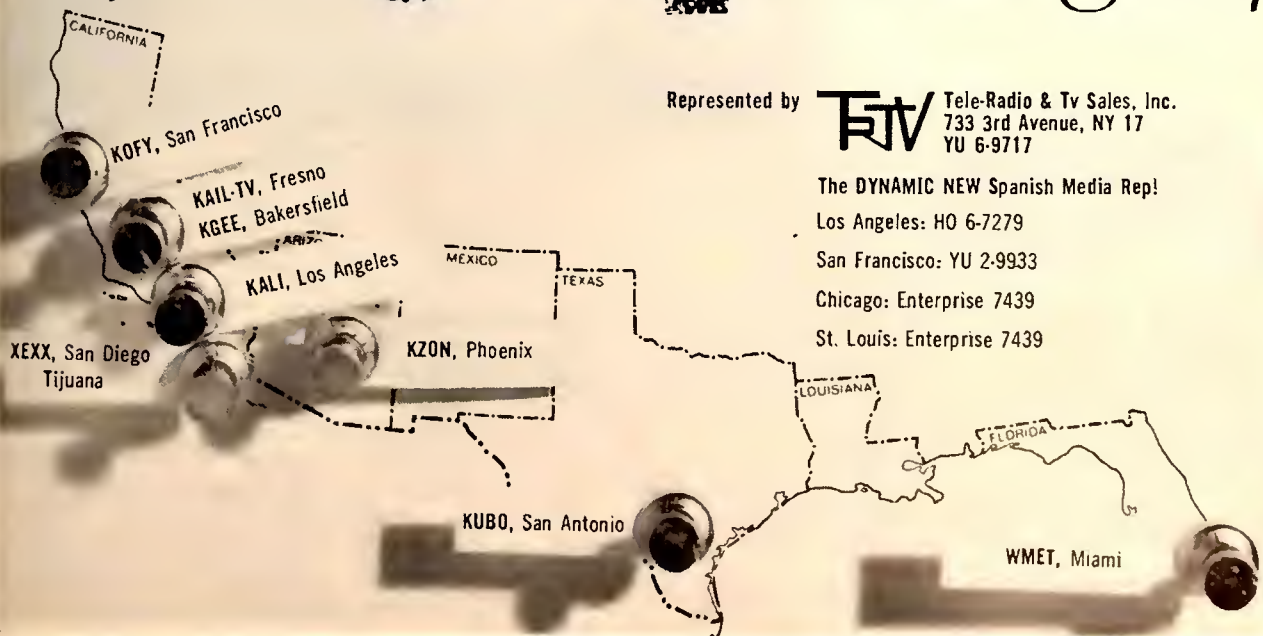 CALIFORNIA
Represented by TRTV Tele-Radio & Tv Sales, Inc.
733 3rd Avenue, NY 17
YU 6-9717
KOFY, San Francisco
KAIL-TV, Fresno
KGEE, Bakersfield
The DYNAMIC NEW Spanish Media Rep!
Los Angeles: HO 6-7279
ARIZO
KALI, Los Angeles
MEXICO
TEXAS
San Francisco: YU 2-9933
Chicago: Enterprise 7439
St. Louis: Enterprise 7439
XEXX, San Diego
Tijuana
KZON, Phoenix
LOUISIANA
FLORIDA
KUBO, San Antonio
WMET, Miami